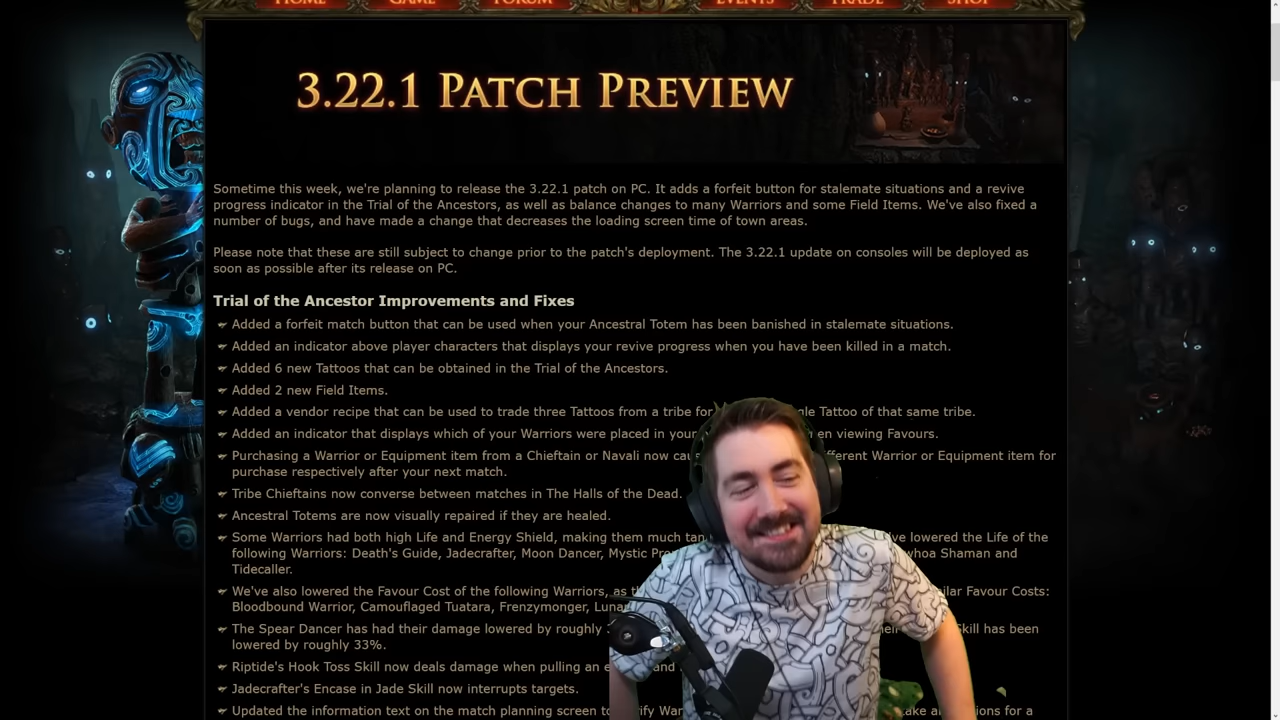 HOME GAME FORUM EVENTS TRADE SHOP
3.22.1 Patch Preview
Sometime this week, we're planning to release the 3.22.1 patch on PC. It adds a forfeit button for stalemate situations and a revive
progress indicator in the Trial of the Ancestors, as well as balance changes to many Warriors and some Field Items. We've also fixed a
number of bugs, and have made a change that decreases the loading screen time of town areas.
Please note that these are still subject to change prior to the patch's deployment. The 3.22.1 update on consoles will be deployed as
soon as possible after its release on PC.
Trial of the Ancestor Improvements and Fixes
Added a forfeit match button that can be used when your Ancestral Totem has been banished in stalemate situations.
Added an indicator above player characters that displays your revive progress when you have been killed in a match.
Added 6 new Tattoos that can be obtained in the Trial of the Ancestors.
Added 2 new Field Items.
Added a vendor recipe that can be used to trade three Tattoos from a tribe for Tattoo of that same tribe.
Added an indicator that displays which of your Warriors were placed in your viewing Favours.
Purchasing a Warrior or Equipment item from a Chieftain or Navali now Warrior or Equipment item for
purchase respectively after your next match.
Tribe Chieftains now converse between matches in The Halls of the Dead.
Ancestral Totems are now visually repaired if they are healed.
Some Warriors had both high Life and Energy Shield, making them much lowered the Life of the
following Warriors: Death's Guide, Jadecrafter, Moon Dancer, Mystic Shaman and
Tidecaller.
We've also lowered the Favour Cost of the following Warriors, as Favour Costs:
Bloodbound Warrior, Camouflaged Tuatara, Frenzymonger,
The Spear Dancer has had their damage lowered by roughly Skill has been
lowered by roughly 33%.
Riptide's Hook Toss Skill now deals damage when pulling an
Jadecrafter's Encase in Jade Skill now interrupts targets.
Updated the information text on the match planning screen to for a